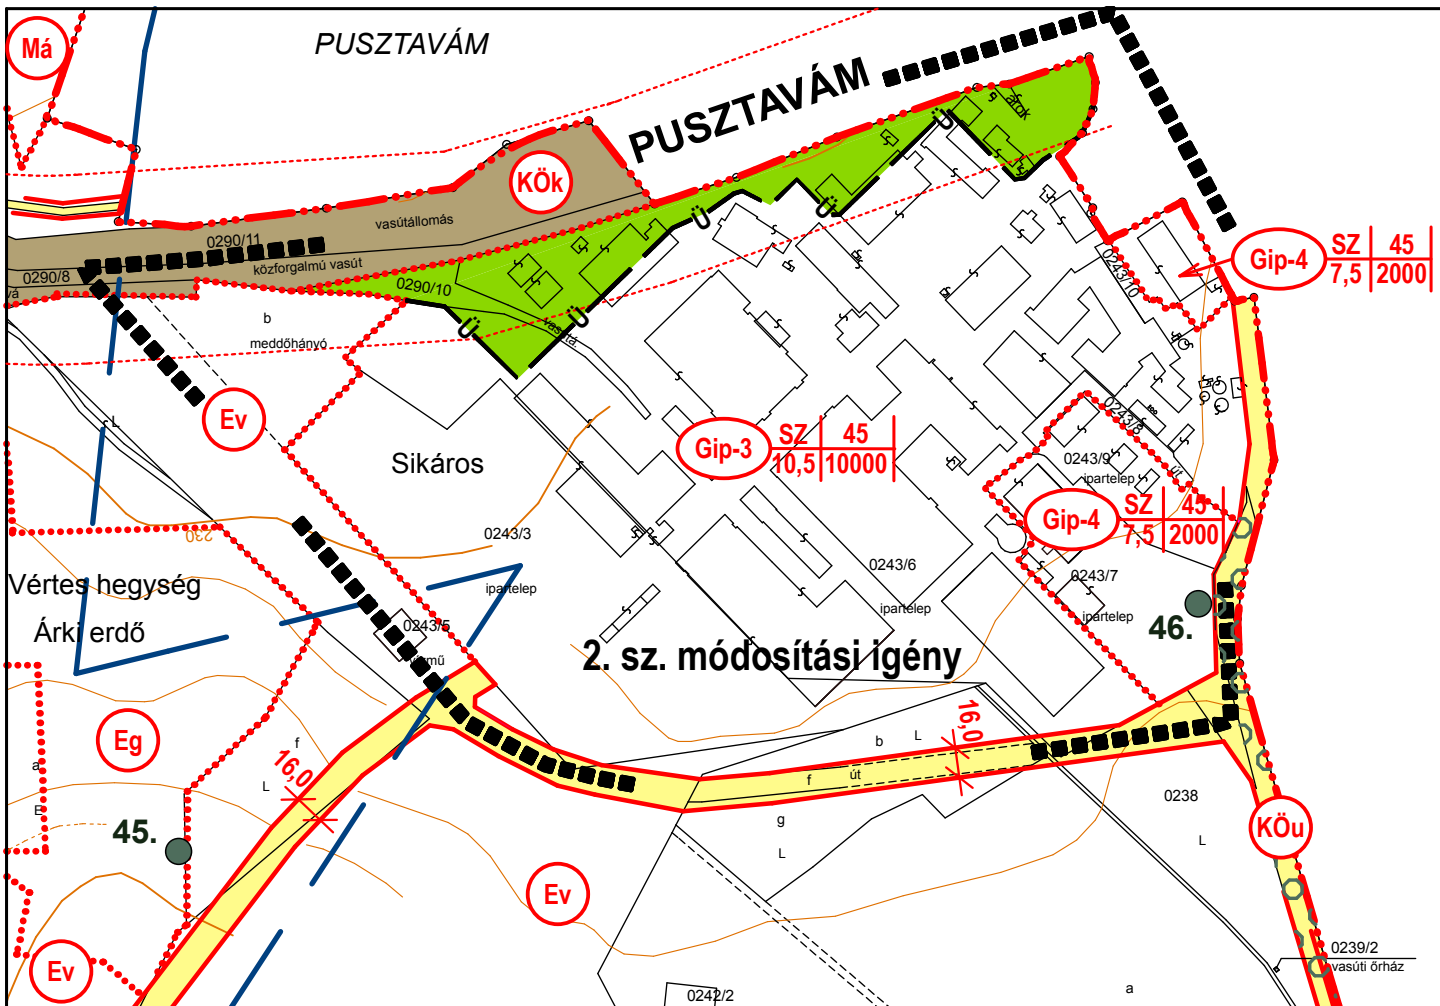 Má
PUSZTAVÁM
PUSZTAVÁM
árok
KÖk
vasútállomás
0290/11
közforgalmú vasút
0290/8
vá
0290/10
vasútá.
0243/10
Gip-4
SZ 45
7,5 2000
b
meddőhányó
Ev
L
Sikáros
Gip-3
SZ 45
10,5 10000
0243/8
út
0243/9
ipartelep
Gip-4
SZ 45
7,5 2000
230
0243/3
ipartelep
0243/6
ipartelep
0243/7
ipartelep
Vértes hegység
Árki erdő
0243/5
46.
2. sz. módosítási igény
Eg
a
E
f
L
16,0
45.
16,0
b
L
f
út
g
L
0238
L
KÖu
Ev
Ev
0242/2
a
0239/2
vasúti őrház
Ü
Ü
Ü
Ü
Ü